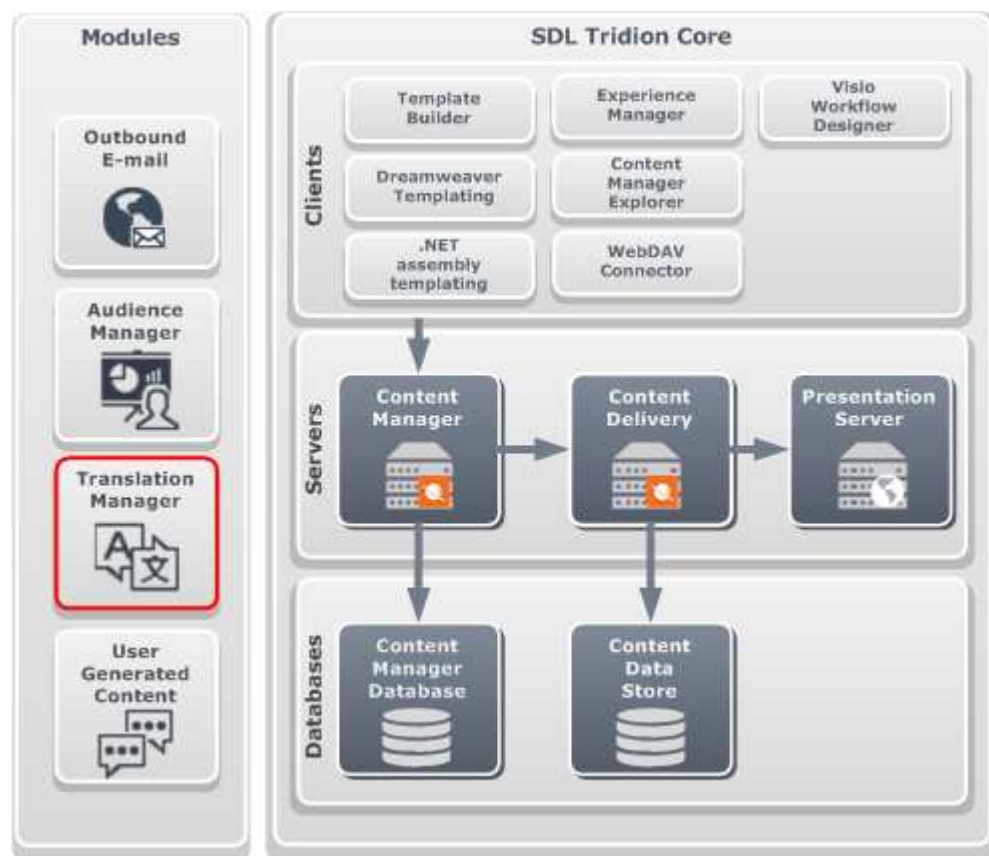 Modules
Outbound
E-mail
Audience
Manager
Translation
Manager
User
Generated
Content
SDL Tridion Core
Clients
Template
Builder
Experience
Manager
Visio
Workflow
Designer
Dreamweaver
Templating
Content
Manager
Explorer
.NET
assembly
templating
WebDAV
Connector
Servers
Content
Manager
Content
Delivery
Presentation
Server
Databases
Content
Manager
Database
Content
Data
Store